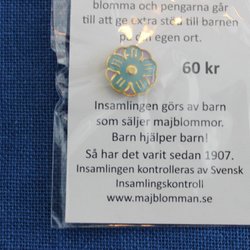 blomma och pengarna går
till att ge extra stöd till barnen
på din egen ort.
60 kr
Insamlingen görs av barn
som säljer majblommor.
Barn hjälper barn!
Så har det varit sedan 1907.
Insamlingen kontrolleras av Svensk
Insamlingskontroll
www.majblomman.se